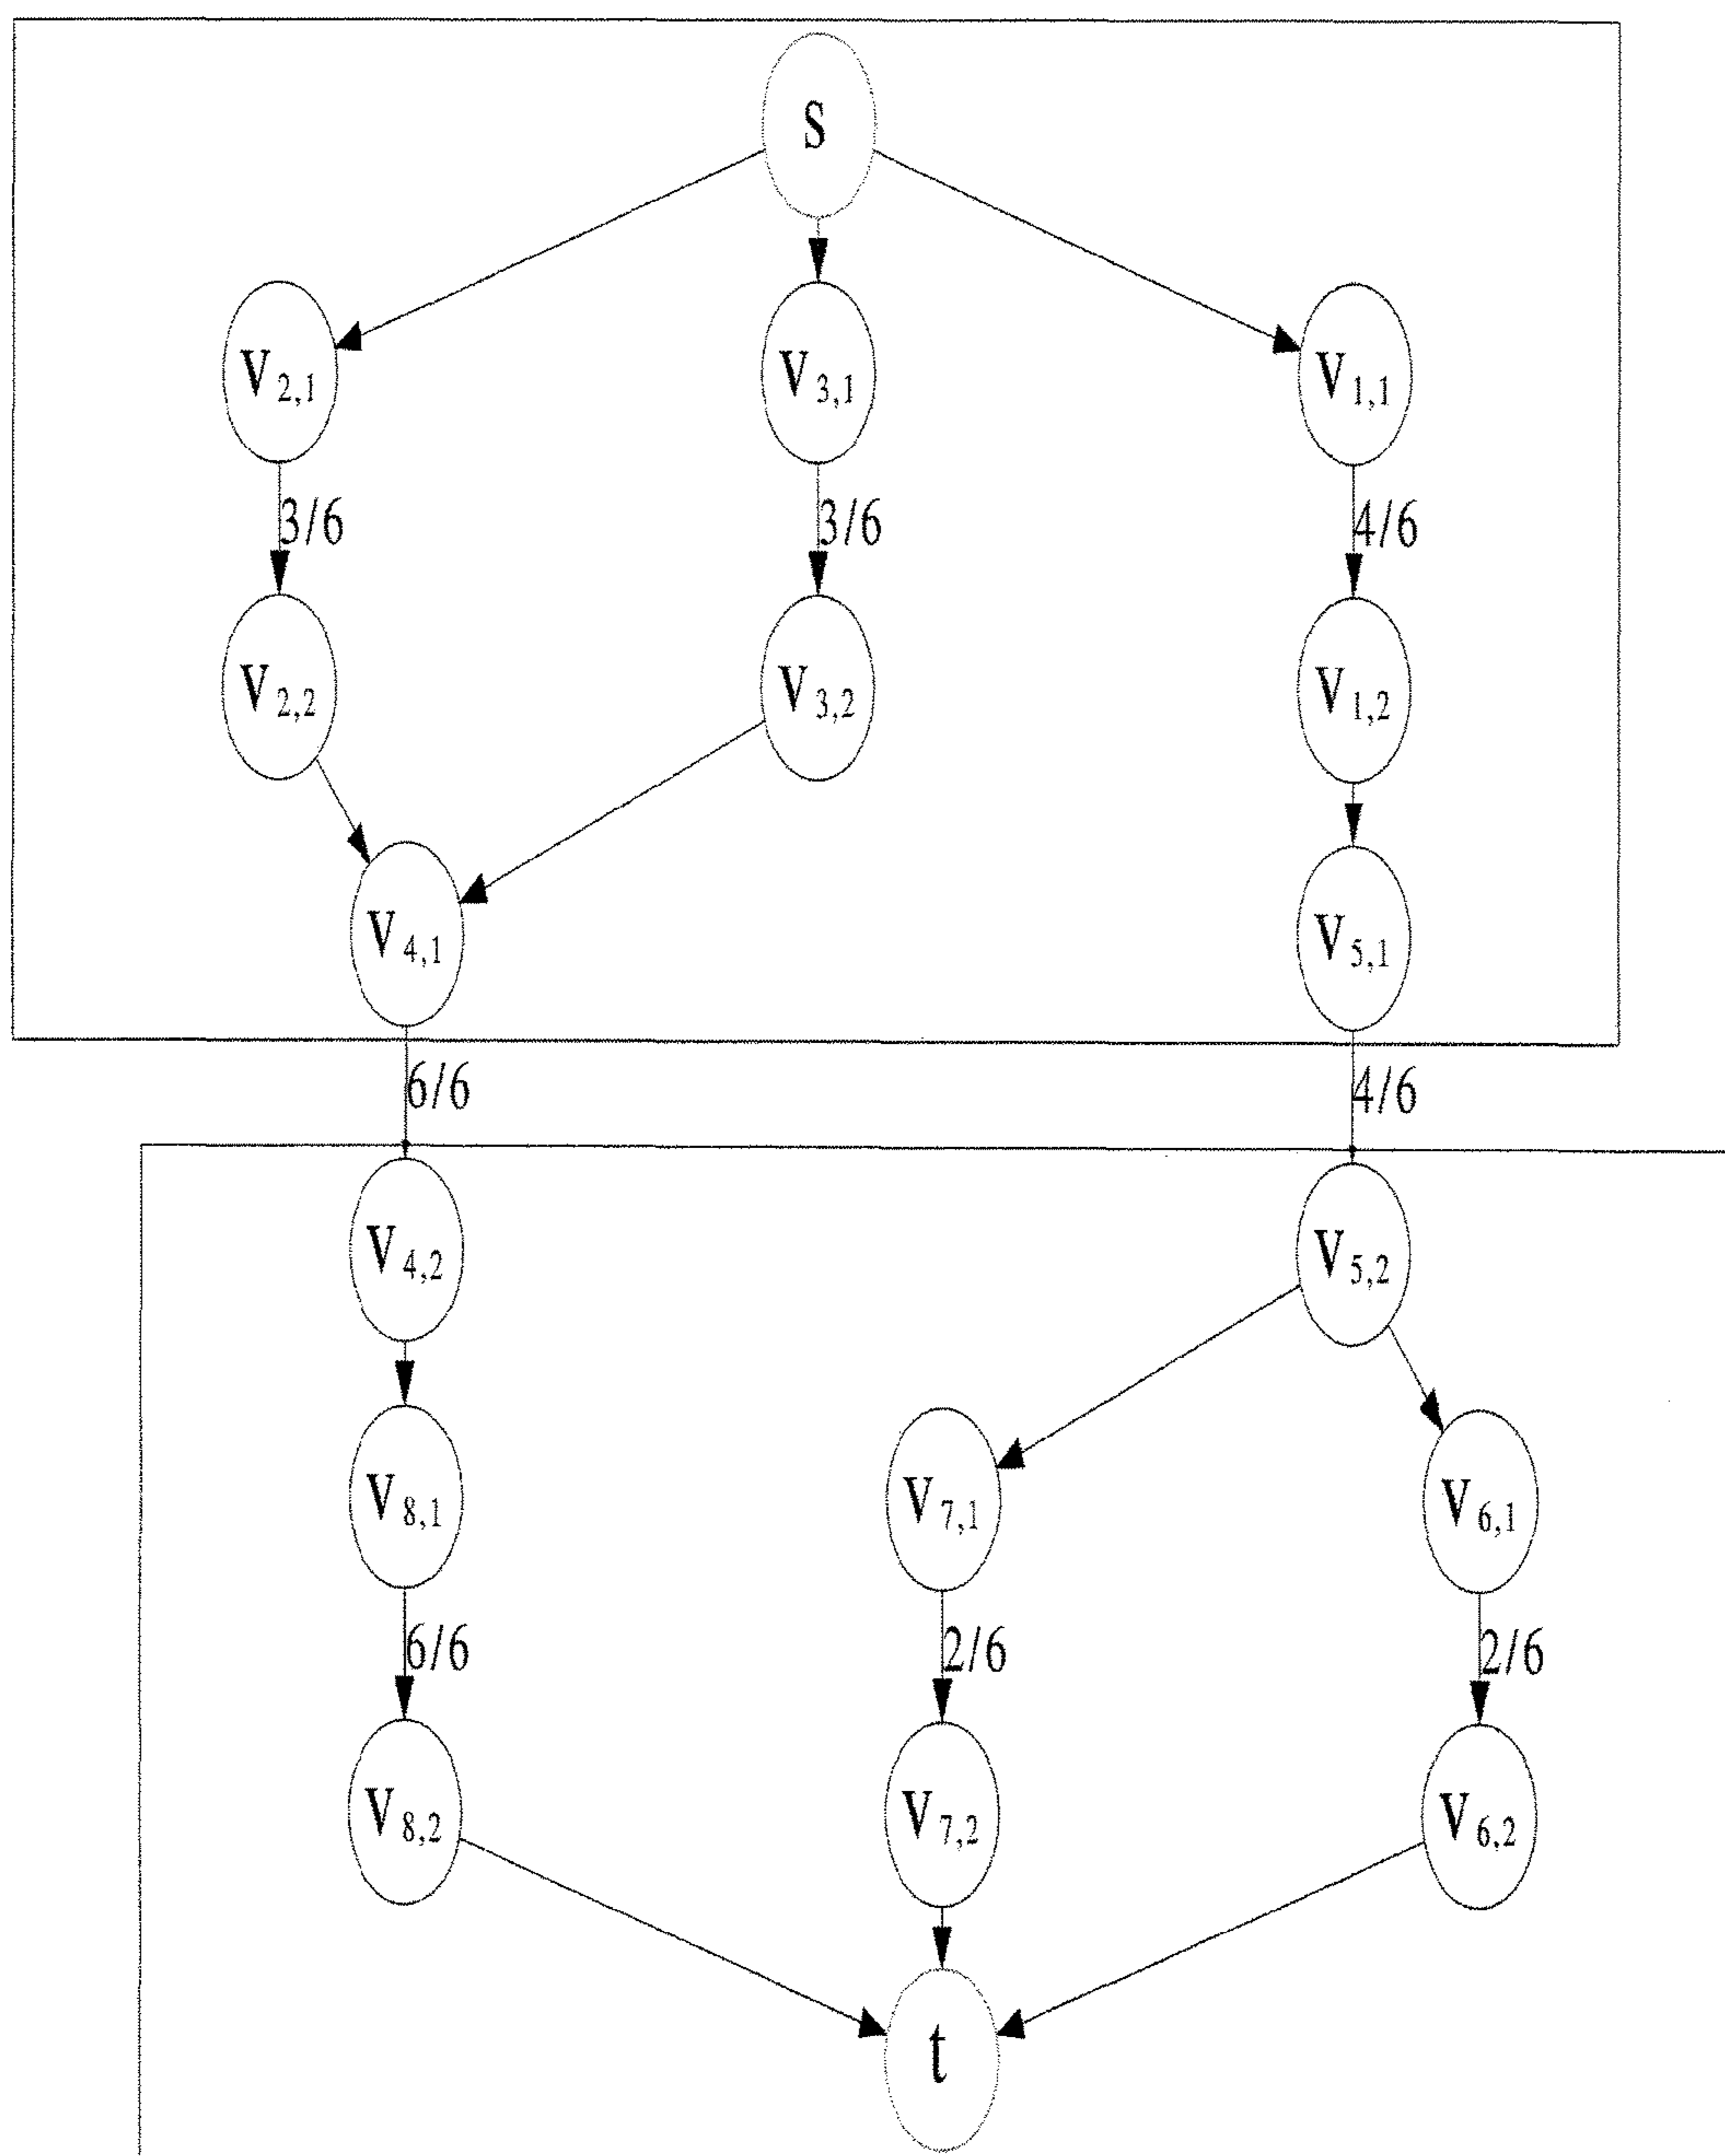 s
v2,1 v3,1 v1,1
3/6 3/6 4/6
v2,2 v3,2 v1,2
v4,1 v5,1
6/6 4/6
v4,2 v5,2
v8,1 v7,1 v6,1
6/6 2/6 2/6
v8,2 v7,2 v6,2
t